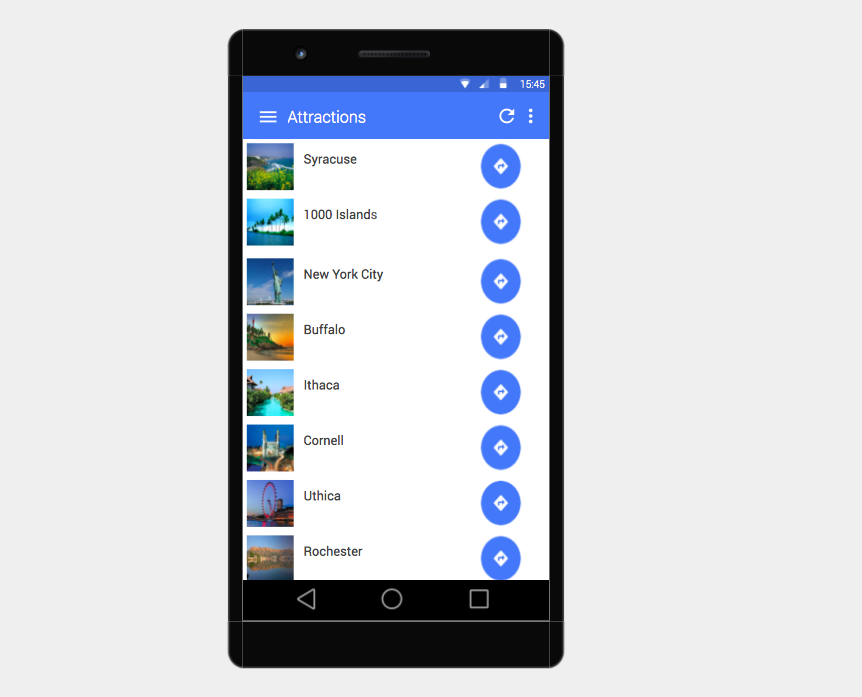 15:45
Attractions
Syracuse
1000 Islands
New York City
Buffalo
Ithaca
Cornell
Uthica
Rochester